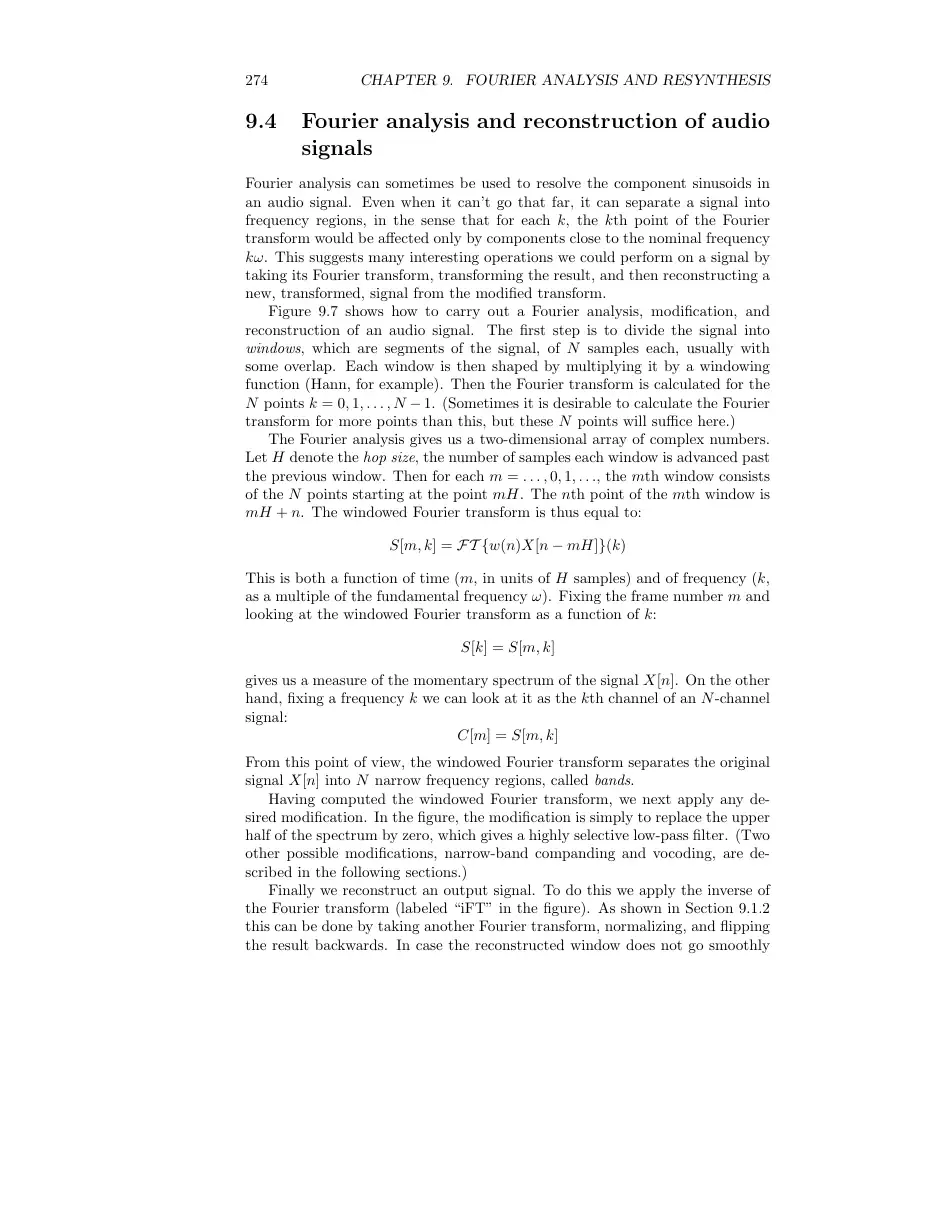 274 CHAPTER 9. FOURIER ANALYSIS AND RESYNTHESIS
9.4 Fourier analysis and reconstruction of audio
signals
Fourier analysis can sometimes be used to resolve the component sinusoids in
an audio signal. Even when it can't go that far, it can separate a signal into
frequency regions, in the sense that for each k, the kth point of the Fourier
transform would be affected only by components close to the nominal frequency
kω. This suggests many interesting operations we could perform on a signal by
taking its Fourier transform, transforming the result, and then reconstructing a
new, transformed, signal from the modified transform.
Figure 9.7 shows how to carry out a Fourier analysis, modification, and
reconstruction of an audio signal. The first step is to divide the signal into
windows, which are segments of the signal, of N samples each, usually with
some overlap. Each window is then shaped by multiplying it by a windowing
function (Hann, for example). Then the Fourier transform is calculated for the
N points k = 0, 1, . . . , N − 1. (Sometimes it is desirable to calculate the Fourier
transform for more points than this, but these N points will suffice here.)
The Fourier analysis gives us a two-dimensional array of complex numbers.
Let H denote the hop size, the number of samples each window is advanced past
the previous window. Then for each m = . . . , 0, 1, . . ., the mth window consists
of the N points starting at the point mH. The nth point of the mth window is
mH + n. The windowed Fourier transform is thus equal to:
S[m, k] = FT{w(n)X[n − mH]}(k)
This is both a function of time (m, in units of H samples) and of frequency (k,
as a multiple of the fundamental frequency ω). Fixing the frame number m and
looking at the windowed Fourier transform as a function of k:
S[k] = S[m, k]
gives us a measure of the momentary spectrum of the signal X[n]. On the other
hand, fixing a frequency k we can look at it as the kth channel of an N-channel
signal:
C[m] = S[m, k]
From this point of view, the windowed Fourier transform separates the original
signal X[n] into N narrow frequency regions, called bands.
Having computed the windowed Fourier transform, we next apply any de-
sired modification. In the figure, the modification is simply to replace the upper
half of the spectrum by zero, which gives a highly selective low-pass filter. (Two
other possible modifications, narrow-band companding and vocoding, are de-
scribed in the following sections.)
Finally we reconstruct an output signal. To do this we apply the inverse of
the Fourier transform (labeled “iFT” in the figure). As shown in Section 9.1.2
this can be done by taking another Fourier transform, normalizing, and flipping
the result backwards. In case the reconstructed window does not go smoothly